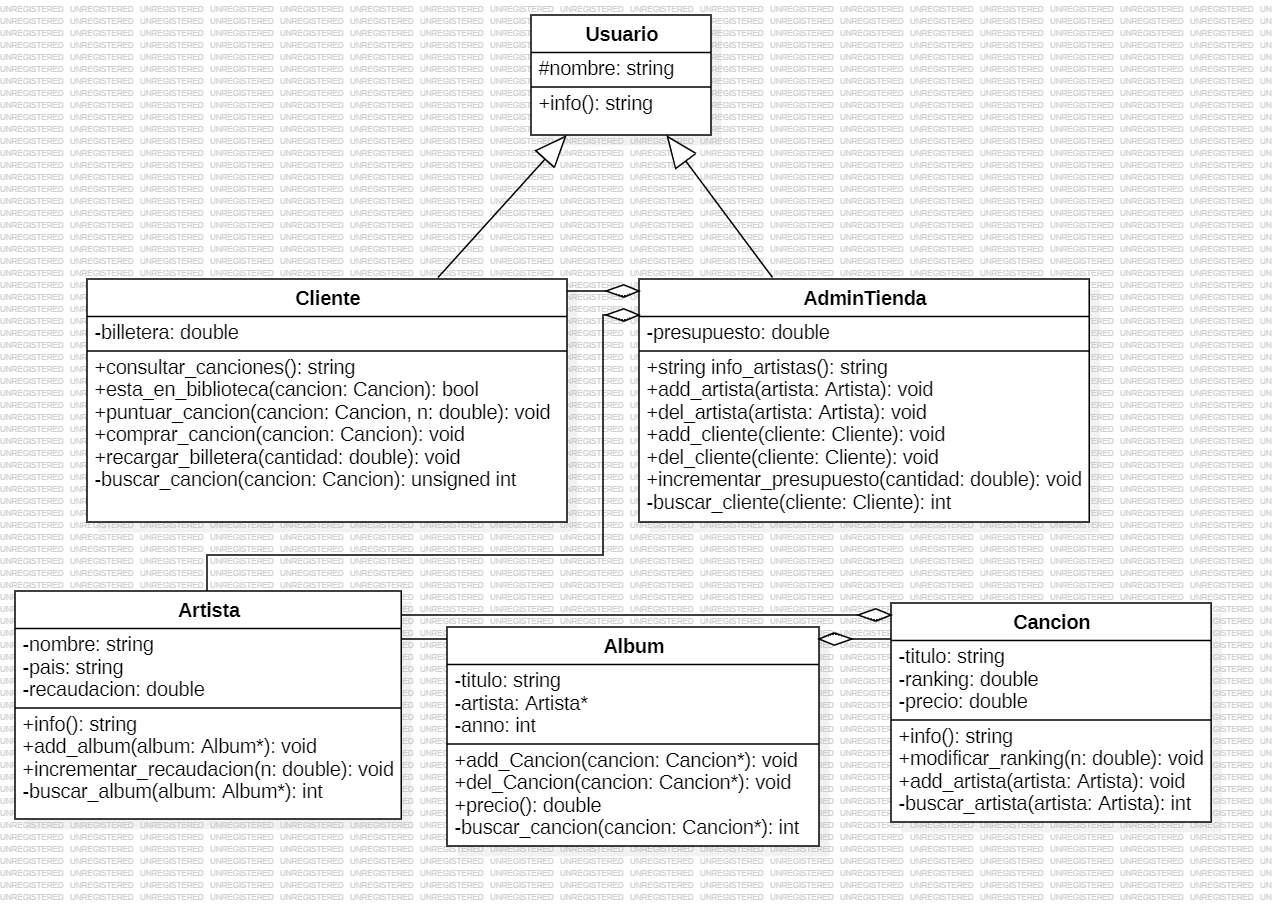 Usuario
#nombre: string
+info(): string
Cliente
-billetera: double
+consultar_canciones(): string
+esta_en_biblioteca(cancion: Cancion): bool
+puntuar_cancion(cancion: Cancion, n: double): void
+comprar_cancion(cancion: Cancion): void
+recargar_billetera(cantidad: double): void
-buscar_cancion(cancion: Cancion): unsigned int
AdminTienda
-presupuesto: double
+string info_artistas(): string
+add_artista(artista: Artista): void
+del_artista(artista: Artista): void
+add_cliente(cliente: Cliente): void
+del_cliente(cliente: Cliente): void
+incrementar_presupuesto(cantidad: double): void
-buscar_cliente(cliente: Cliente): int
Artista
-nombre: string
-pais: string
-recaudacion: double
+info(): string
+add_album(album: Album*): void
+incrementar_recaudacion(n: double): void
-buscar_album(album: Album*): int
Album
-titulo: string
-artista: Artista*
-anno: int
+add_Cancion(cancion: Cancion*): void
+del_Cancion(cancion: Cancion*): void
+precio(): double
-buscar_cancion(cancion: Cancion*): int
Cancion
-titulo: string
-ranking: double
-precio: double
+info(): string
+modificar_ranking(n: double): void
+add_artista(artista: Artista): void
-buscar_artista(artista: Artista): int
UNREGISTERED